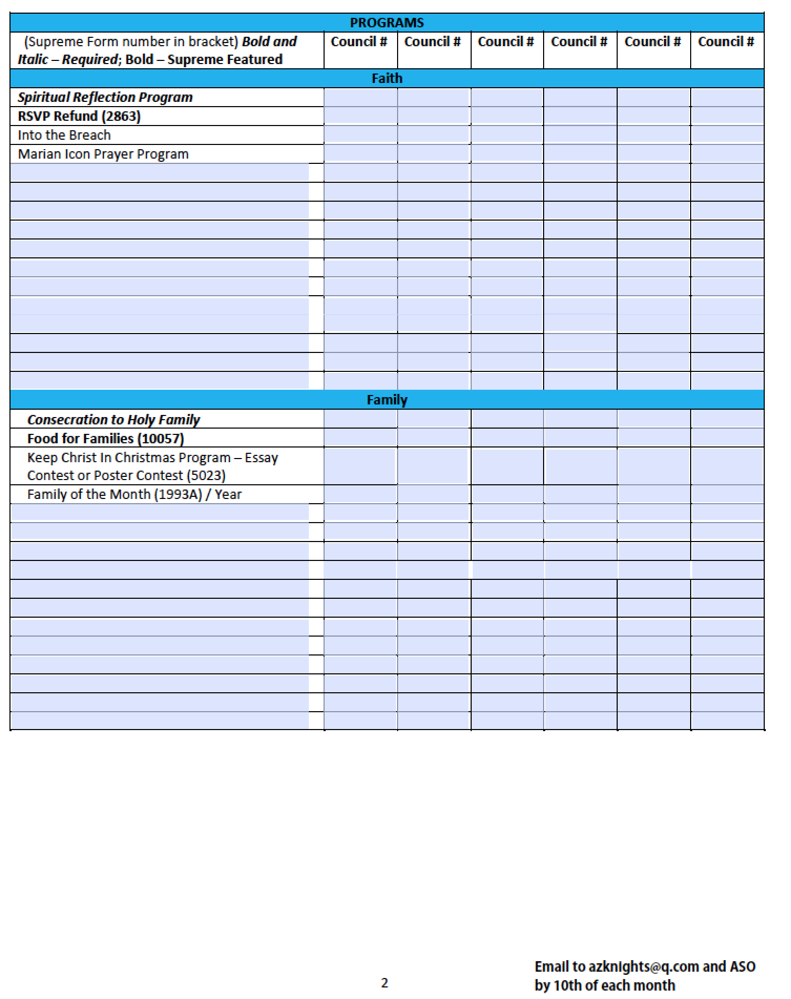 PROGRAMS
(Supreme Form number in bracket) Bold and Italic – Required; Bold – Supreme Featured
Council # Council # Council # Council # Council # Council #
Faith
Spiritual Reflection Program
RSVP Refund (2863)
Into the Breach
Marian Icon Prayer Program
Family
Consecration to Holy Family
Food for Families (10057)
Keep Christ In Christmas Program – Essay
Contest or Poster Contest (5023)
Family of the Month (1993A) / Year
Email to azknights@q.com and ASO
by 10th of each month
2